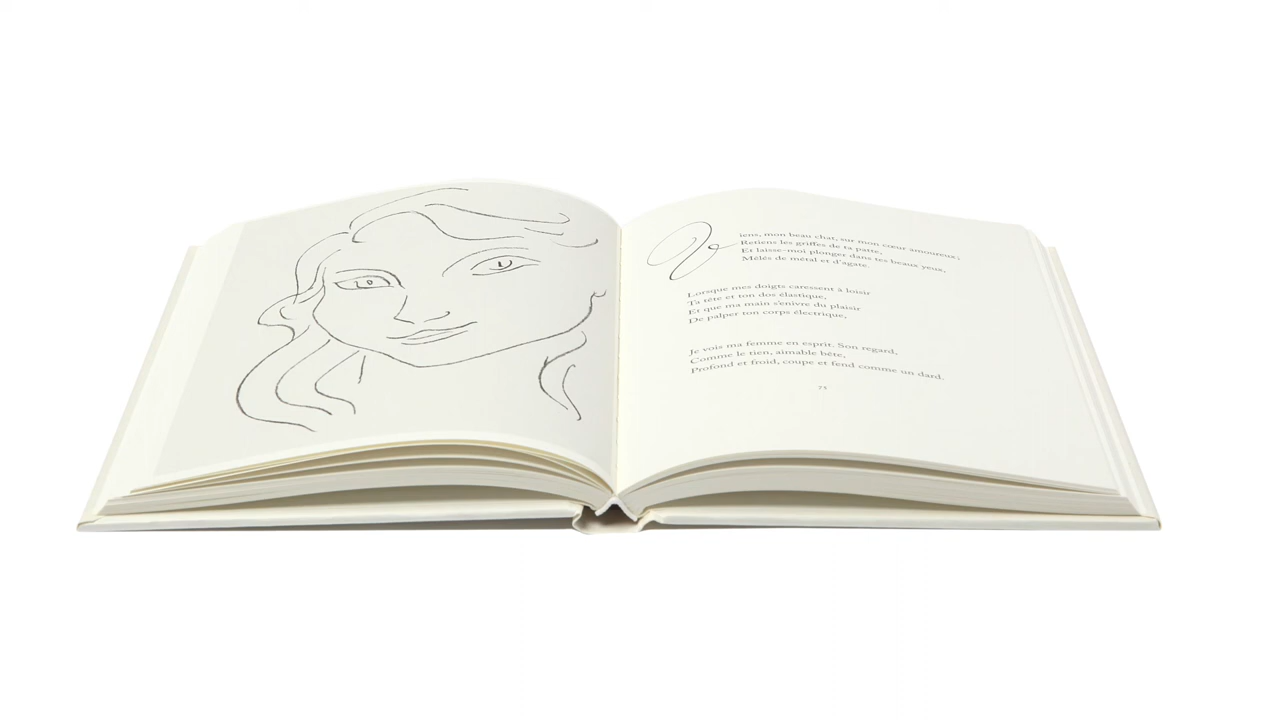 Viens, mon beau chat, sur mon cœur amoureux;
Retiens les griffes de ta patte,
Et laisse-moi plonger dans tes beaux yeux,
Mêlés de métal et d'agate.
Lorsque mes doigts caressent à loisir
Ta tête et ton dos élastique,
Et que ma main s'enivre du plaisir
De palper ton corps électrique,
Je vois ma femme en esprit. Son regard,
Comme le tien, aimable bête,
Profond et froid, coupe et fend comme un dard.
71